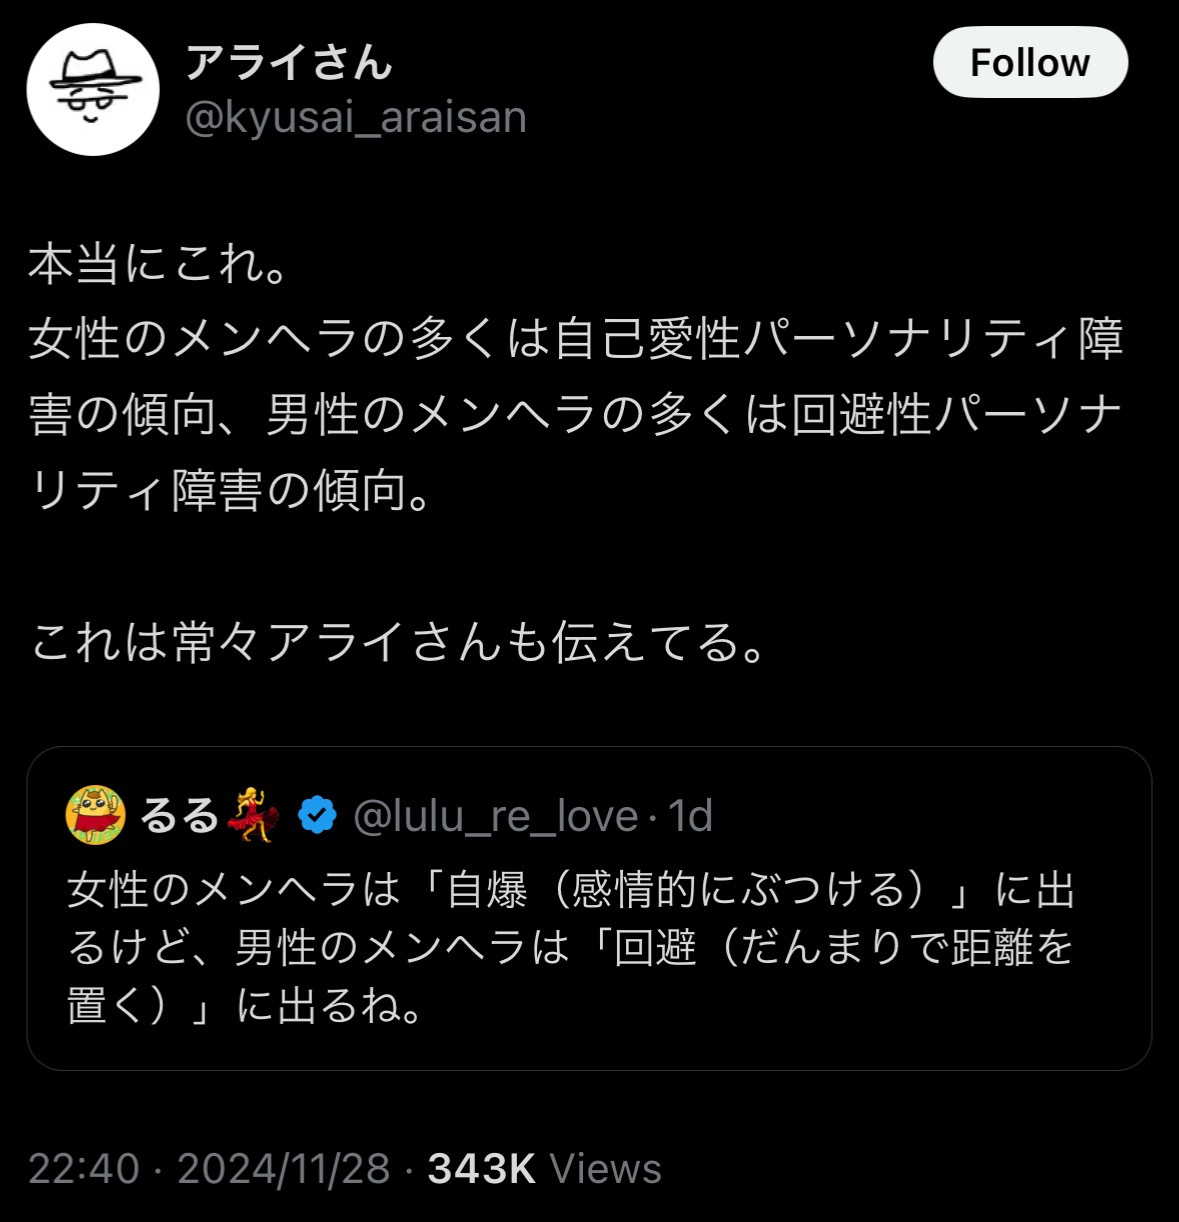 アライさん
@kyusai_araisan
Follow
本当にこれ。
女性のメンヘラの多くは自己愛性パーソナリティ障
害の傾向、男性のメンヘラの多くは回避性パーソナ
リティ障害の傾向。
これは常々アライさんも伝えてる。
るる💃 @lulu_re_love · 1d
女性のメンヘラは「自爆（感情的にぶつける）」に出
るけど、男性のメンヘラは「回避（だんまりで距離を
置く）」に出るね。
22:40 · 2024/11/28 · 343K Views